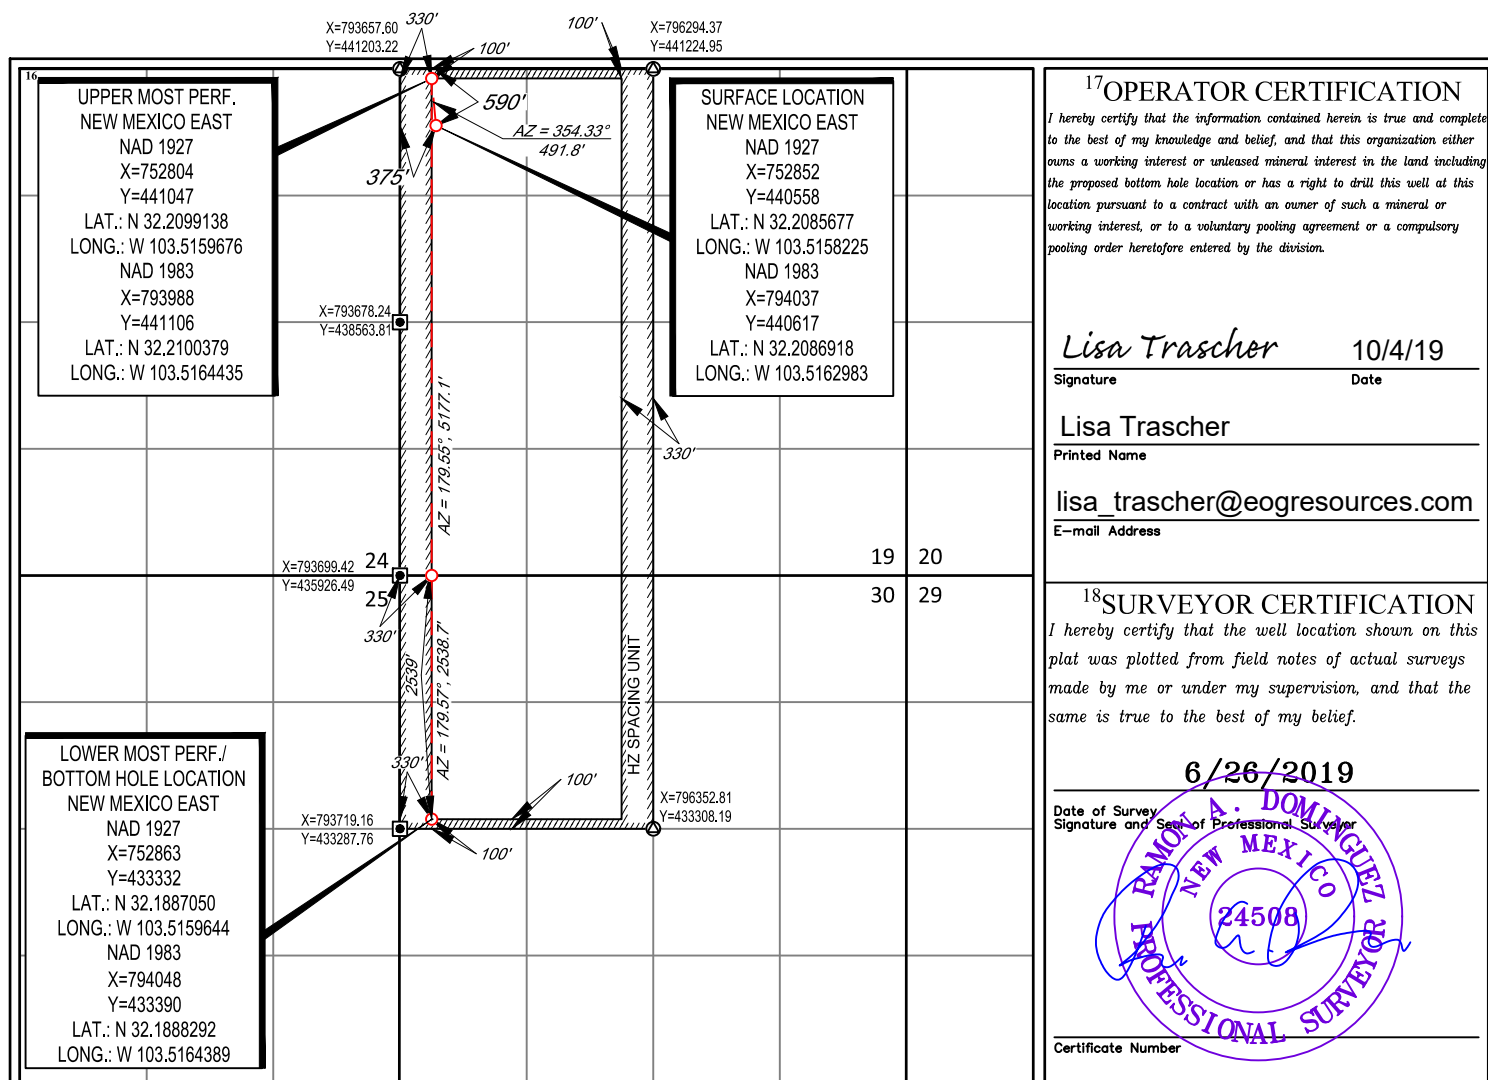 X=793657.60
Y=441203.22
330'
100'
100'
X=796294.37
Y=441224.95
16
UPPER MOST PERF.
NEW MEXICO EAST
NAD 1927
X=752804
Y=441047
LAT.: N 32.2099138
LONG.: W 103.5159676
NAD 1983
X=793988
Y=441106
LAT.: N 32.2100379
LONG.: W 103.5164435
590'
AZ = 354.33°
491.8'
375'
SURFACE LOCATION
NEW MEXICO EAST
NAD 1927
X=752852
Y=440558
LAT.: N 32.2085677
LONG.: W 103.5158225
NAD 1983
X=794037
Y=440617
LAT.: N 32.2086918
LONG.: W 103.5162983
X=793678.24
Y=438563.81
AZ = 179.55°, 5177.1'
330'
X=793699.42
Y=435926.49
24
25
19 20
30 29
330'
2539'
AZ = 179.57°, 2538.7'
HZ SPACING UNIT
330'
100'
X=793719.16
Y=433287.76
100'
X=796352.81
Y=433308.19
LOWER MOST PERF./
BOTTOM HOLE LOCATION
NEW MEXICO EAST
NAD 1927
X=752863
Y=433332
LAT.: N 32.1887050
LONG.: W 103.5159644
NAD 1983
X=794048
Y=433390
LAT.: N 32.1888292
LONG.: W 103.5164389
17OPERATOR CERTIFICATION
I hereby certify that the information contained herein is true and complete
to the best of my knowledge and belief, and that this organization either
owns a working interest or unleased mineral interest in the land including
the proposed bottom hole location or has a right to drill this well at this
location pursuant to a contract with an owner of such a mineral or
working interest, or to a voluntary pooling agreement or a compulsory
pooling order heretofore entered by the division.
Lisa Trascher 10/4/19
Signature Date
Lisa Trascher
Printed Name
lisa_trascher@eogresources.com
E-mail Address
18SURVEYOR CERTIFICATION
I hereby certify that the well location shown on this
plat was plotted from field notes of actual surveys
made by me or under my supervision, and that the
same is true to the best of my belief.
6/26/2019
Date of Survey
Signature and Seal of Professional Surveyor
RAMON A. DOMINGUEZ
NEW MEXICO
24508
PROFESSIONAL SURVEYOR
Certificate Number